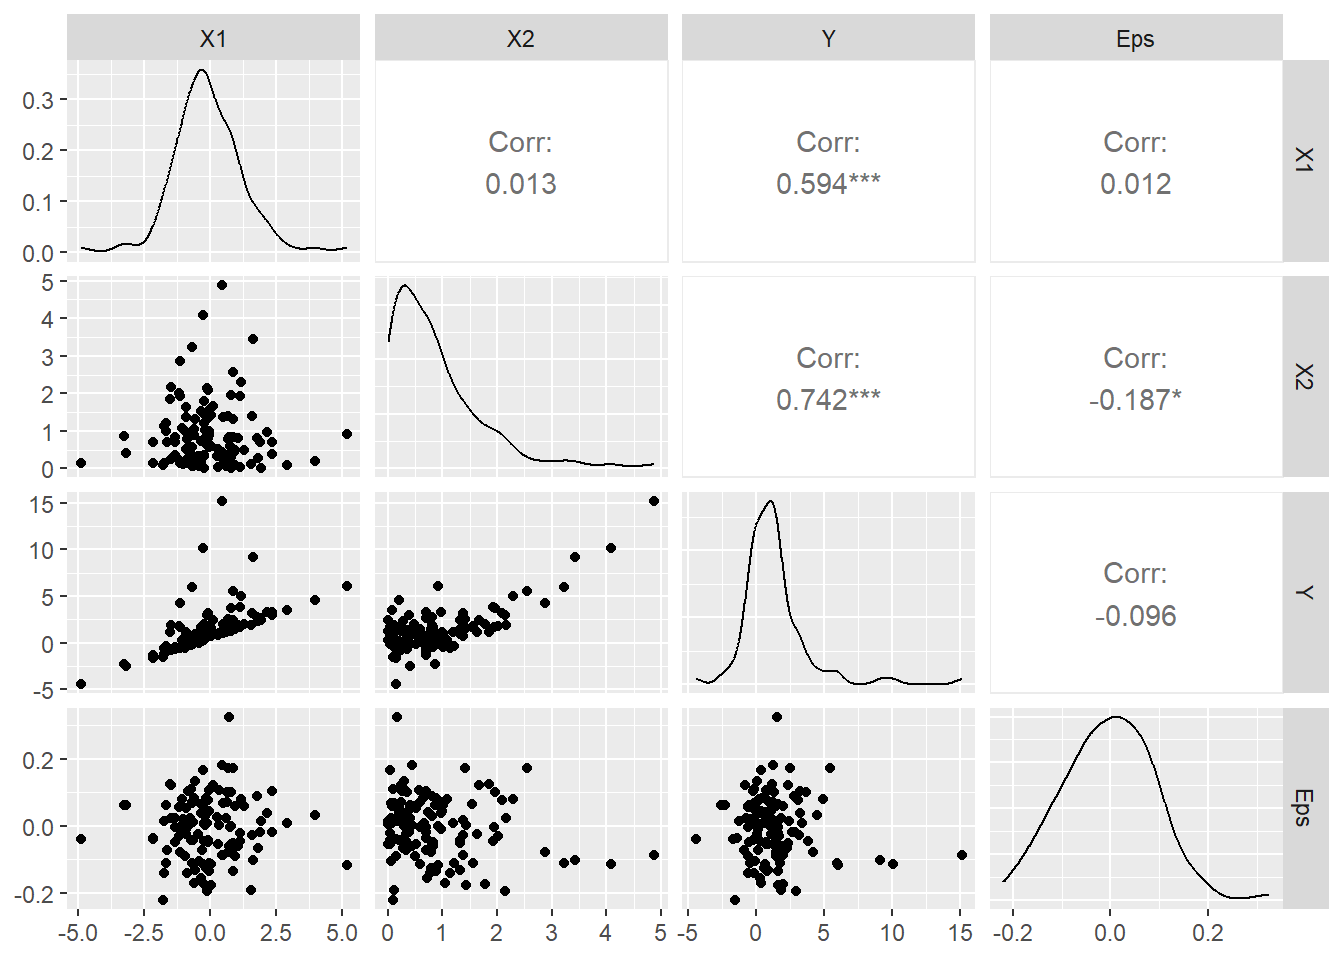 X1
X2
Y
Eps
0.3
0.2
0.1
0.0
Corr:
0.013
Corr:
0.594***
Corr:
0.012
X1
5
4
3
2
1
0
Corr:
0.742***
Corr:
-0.187*
X2
15
10
5
0
-5
Corr:
-0.096
Y
0.2
0.0
-0.2
Eps
-5.0 -2.5 0.0 2.5 5.0
0 1 2 3 4 5
-5 0 5 10 15
-0.2 0.0 0.2